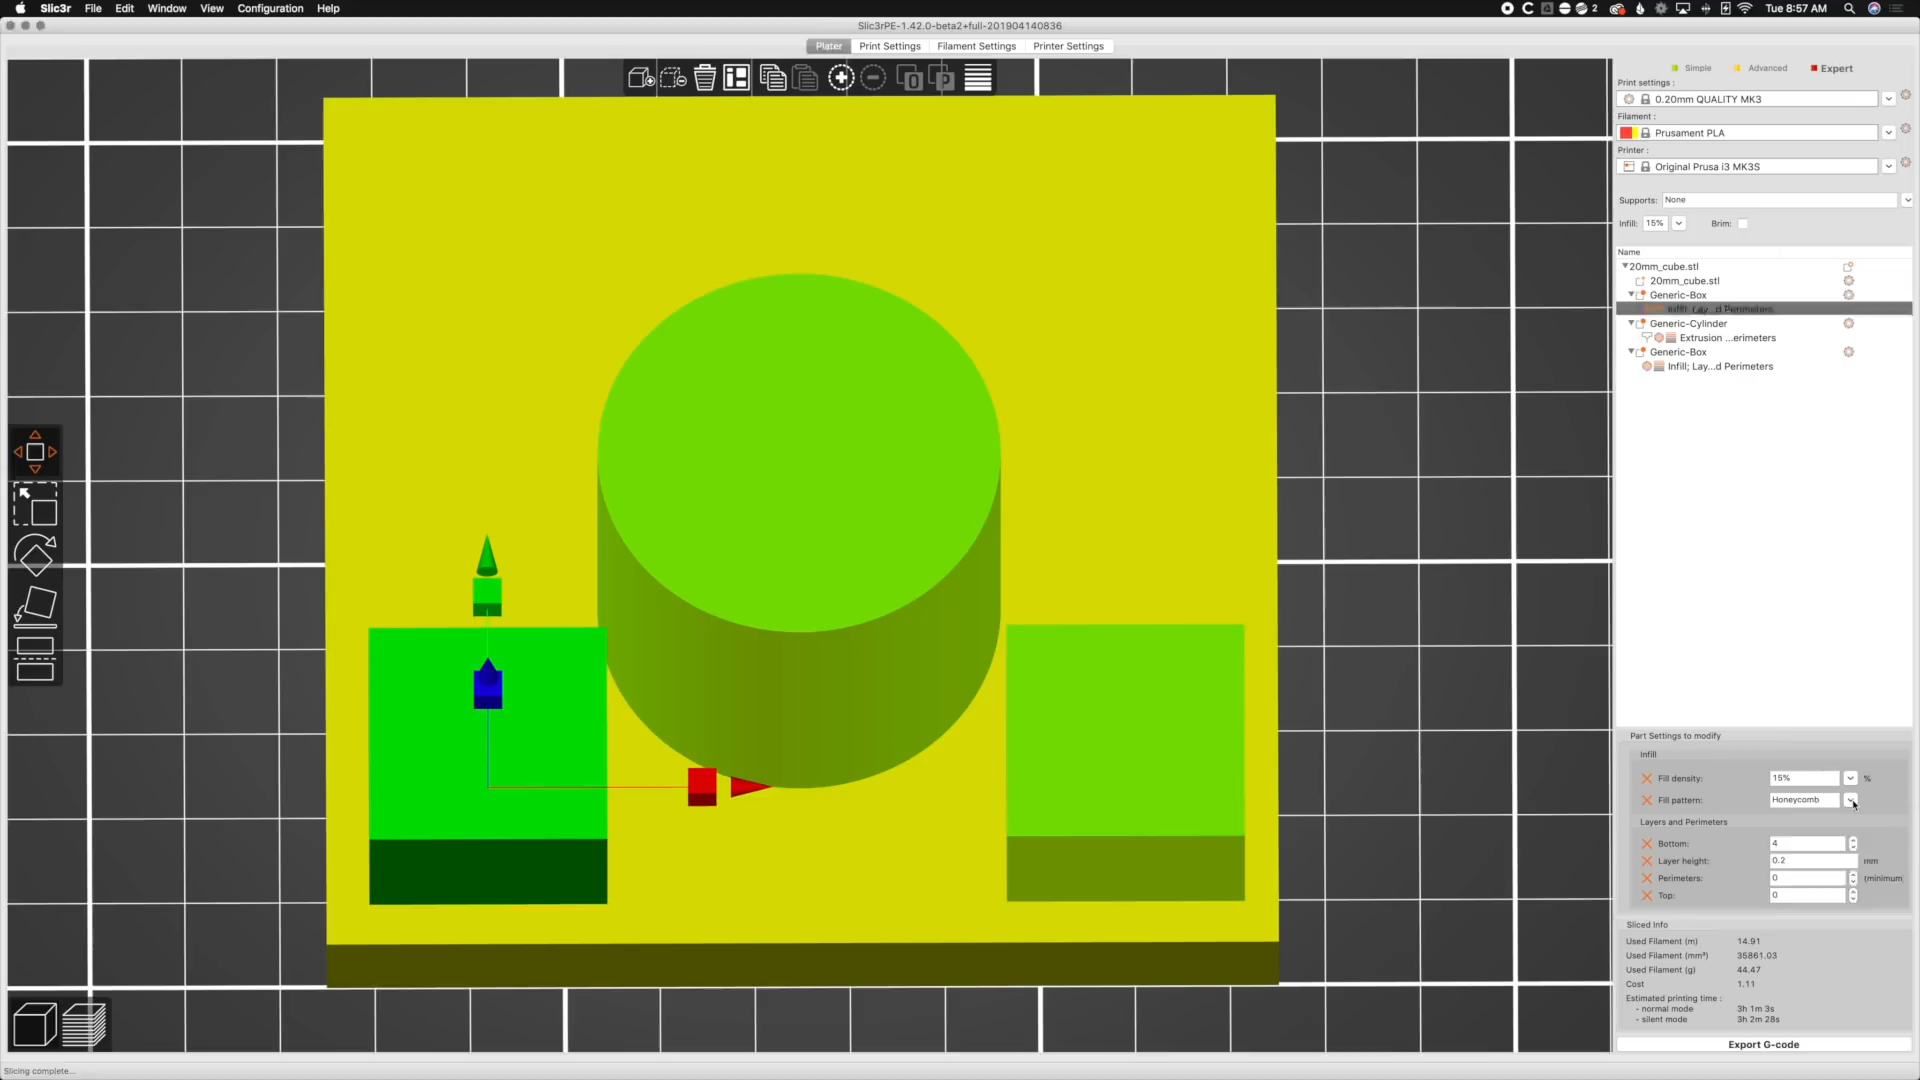 Slic3r File Edit Window View Configuration Help
2
Tue 8:57 AM
Slic3rPE-1.42.0-beta2+full-201904140836
Plater Print Settings Filament Settings Printer Settings
Simple Advanced Expert
Print settings :
0.20mm QUALITY MK3
Filament :
Prusament PLA
Printer :
Original Prusa i3 MK3S
Supports: None
Infill: 15% Brim:
Name
20mm_cube.stl
20mm_cube.stl
Generic-Box
Infill; Lay...d Perimeters
Generic-Cylinder
Extrusion ...erimeters
Generic-Box
Infill; Lay...d Perimeters
Part Settings to modify
Infill
Fill density: 15% %
Fill pattern: Honeycomb
Layers and Perimeters
Bottom: 4
Layer height: 0.2 mm
Perimeters: 0 (minimum)
Top: 0
Sliced Info
Used Filament (m) 14.91
Used Filament (mm³) 35861.03
Used Filament (g) 44.47
Cost 1.11
Estimated printing time :
- normal mode 3h 1m 3s
- silent mode 3h 2m 28s
Export G-code
Slicing complete...